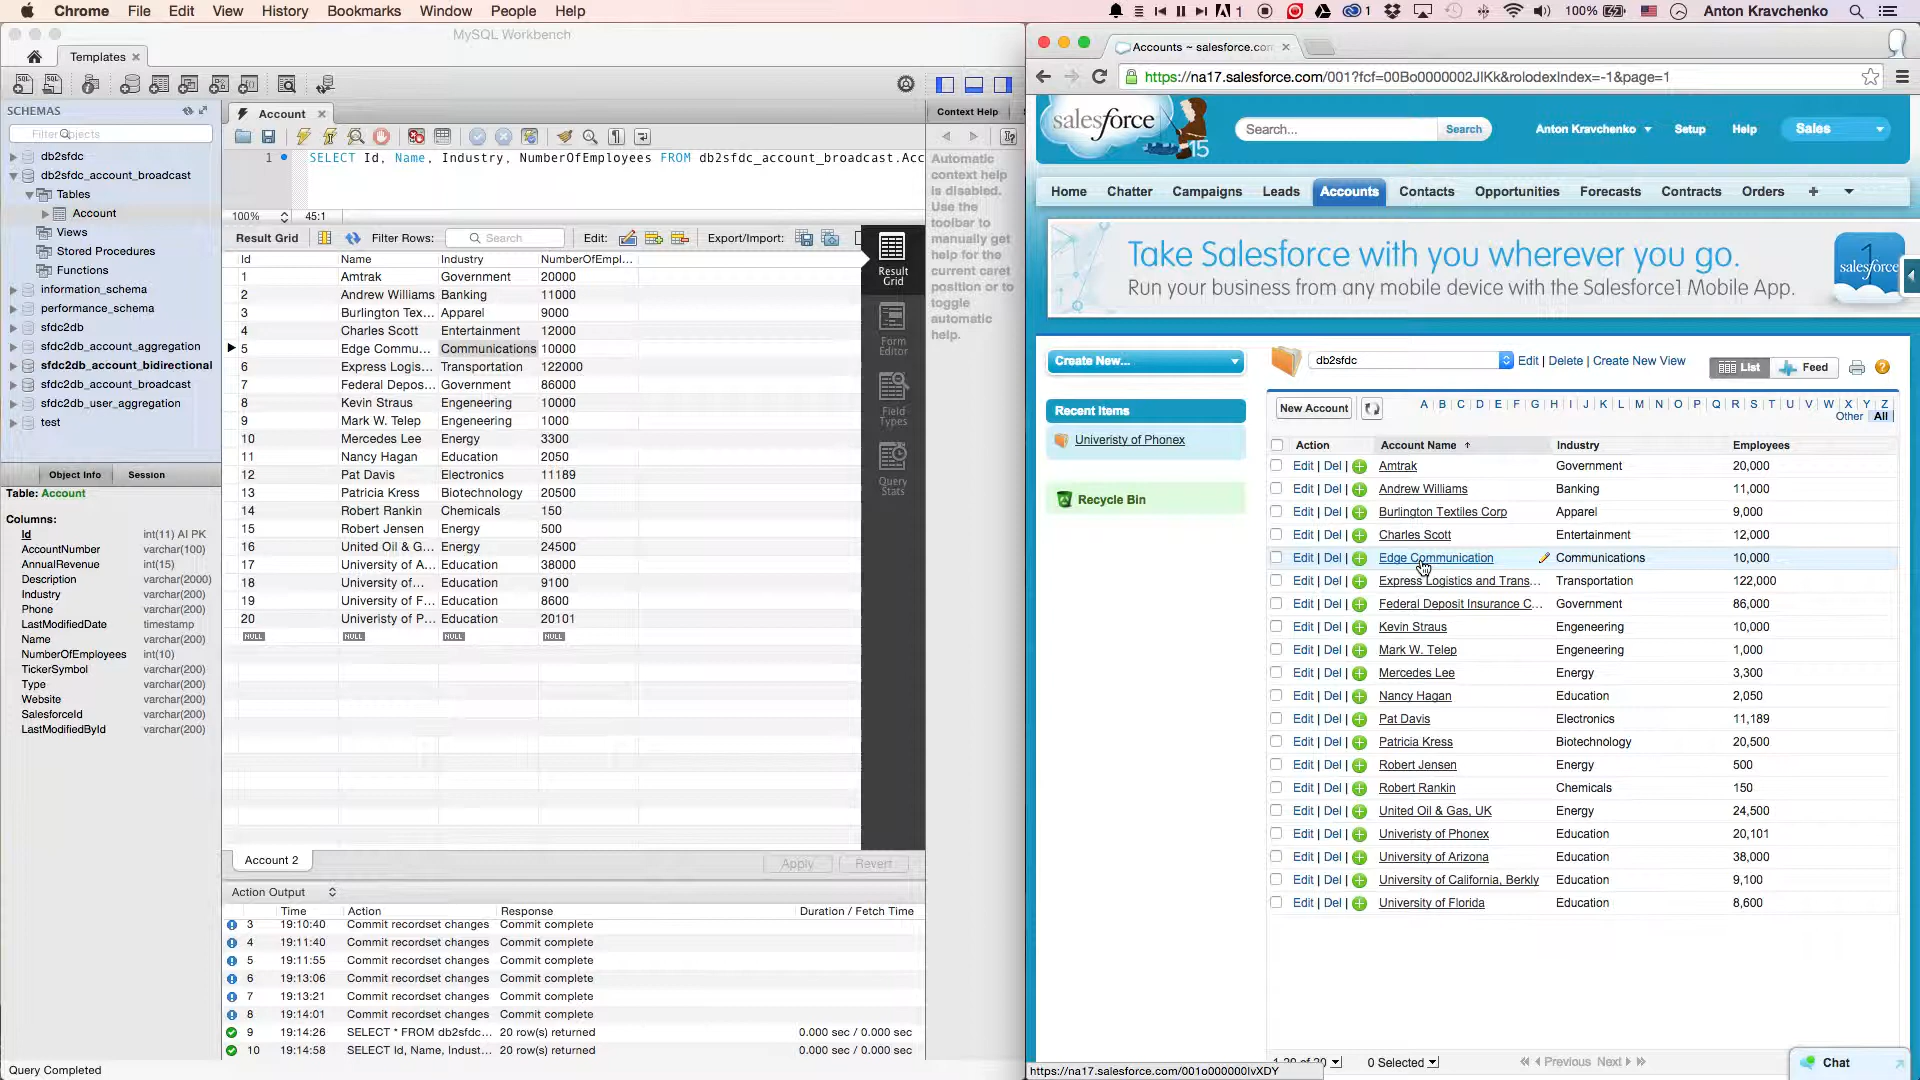 Chrome File Edit View History Bookmarks Window People Help
1 1 100% Anton Kravchenko
MySQL Workbench
Templates
SCHEMAS
Filter objects
db2sfdc
db2sfdc_account_broadcast
Tables
Account
Views
Stored Procedures
Functions
information_schema
performance_schema
sfdc2db
sfdc2db_account_aggregation
sfdc2db_account_bidirectional
sfdc2db_account_broadcast
sfdc2db_user_aggregation
test
Object Info Session
Table: Account
Columns:
Id int(11) AI PK
AccountNumber varchar(100)
AnnualRevenue int(15)
Description varchar(2000)
Industry varchar(200)
Phone varchar(200)
LastModifiedDate timestamp
Name varchar(200)
NumberOfEmployees int(10)
TickerSymbol varchar(200)
Type varchar(200)
Website varchar(200)
SalesforceId varchar(200)
LastModifiedById varchar(200)
Query Completed
Account
1 SELECT Id, Name, Industry, NumberOfEmployees FROM db2sfdc_account_broadcast.Acc
100% 45:1
Result Grid Filter Rows: Search Edit: Export/Import:
Id Name Industry NumberOfEmpl...
1 Amtrak Government 20000
2 Andrew Williams Banking 11000
3 Burlington Tex... Apparel 9000
4 Charles Scott Entertainment 12000
5 Edge Commu... Communications 10000
6 Express Logis... Transportation 122000
7 Federal Depos... Government 86000
8 Kevin Straus Engeneering 10000
9 Mark W. Telep Engeneering 1000
10 Mercedes Lee Energy 3300
11 Nancy Hagan Education 2050
12 Pat Davis Electronics 11189
13 Patricia Kress Biotechnology 20500
14 Robert Rankin Chemicals 150
15 Robert Jensen Energy 500
16 United Oil & G... Energy 24500
17 University of A... Education 38000
18 University of... Education 9100
19 University of F... Education 8600
20 Univeristy of P... Education 20101
NULL NULL NULL NULL
Result
Grid
Form
Editor
Field
Types
Query
Stats
Account 2 Apply Revert
Action Output
Time Action Response Duration / Fetch Time
3 19:10:40 Commit recordset changes Commit complete
4 19:11:40 Commit recordset changes Commit complete
5 19:11:55 Commit recordset changes Commit complete
6 19:13:06 Commit recordset changes Commit complete
7 19:13:21 Commit recordset changes Commit complete
8 19:14:01 Commit recordset changes Commit complete
9 19:14:26 SELECT * FROM db2sfdc... 20 row(s) returned 0.000 sec / 0.000 sec
10 19:14:58 SELECT Id, Name, Indust... 20 row(s) returned 0.000 sec / 0.000 sec
Context Help
Automatic
context help
is disabled.
Use the
toolbar to
manually get
help for the
current caret
position or to
toggle
automatic
help.
Accounts ~ salesforce.com
https://na17.salesforce.com/001?fcf=00Bo0000002JIKk&rolodexIndex=-1&page=1
salesforce
15
Search... Search Anton Kravchenko Setup Help Sales
Home Chatter Campaigns Leads Accounts Contacts Opportunities Forecasts Contracts Orders +
Take Salesforce with you wherever you go.
Run your business from any mobile device with the Salesforce1 Mobile App.
1
salesforce
Create New...
Recent Items
Univeristy of Phonex
Recycle Bin
db2sfdc Edit | Delete | Create New View List Feed
New Account A B C D E F G H I J K L M N O P Q R S T U V W X Y Z
Other All
Action Account Name Industry Employees
Edit | Del | Amtrak Government 20,000
Edit | Del | Andrew Williams Banking 11,000
Edit | Del | Burlington Textiles Corp Apparel 9,000
Edit | Del | Charles Scott Entertainment 12,000
Edit | Del | Edge Communication Communications 10,000
Edit | Del | Express Logistics and Trans... Transportation 122,000
Edit | Del | Federal Deposit Insurance C... Government 86,000
Edit | Del | Kevin Straus Engeneering 10,000
Edit | Del | Mark W. Telep Engeneering 1,000
Edit | Del | Mercedes Lee Energy 3,300
Edit | Del | Nancy Hagan Education 2,050
Edit | Del | Pat Davis Electronics 11,189
Edit | Del | Patricia Kress Biotechnology 20,500
Edit | Del | Robert Jensen Energy 500
Edit | Del | Robert Rankin Chemicals 150
Edit | Del | United Oil & Gas, UK Energy 24,500
Edit | Del | Univeristy of Phonex Education 20,101
Edit | Del | University of Arizona Education 38,000
Edit | Del | University of California, Berkly Education 9,100
Edit | Del | University of Florida Education 8,600
0 Selected Previous Next
Chat
https://na17.salesforce.com/001o000000IvXDY